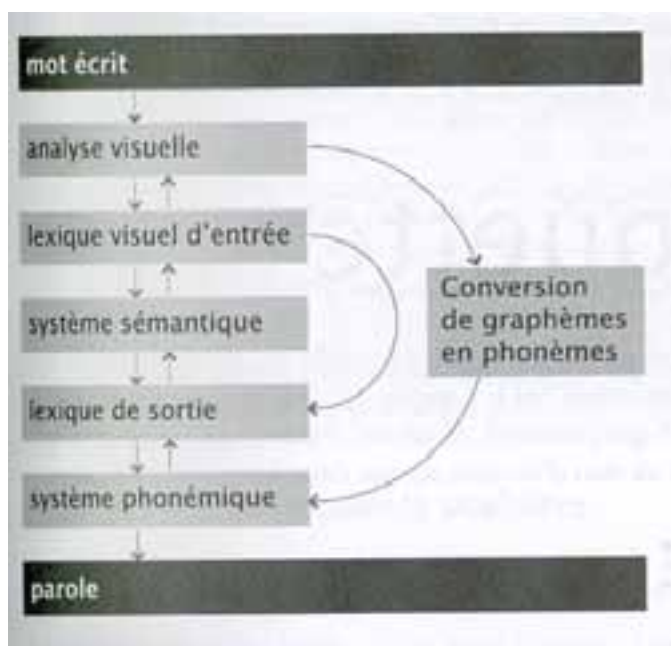 mot écrit
analyse visuelle
lexique visuel d'entrée
système sémantique
lexique de sortie
système phonémique
parole
Conversion
de graphèmes
en phonèmes